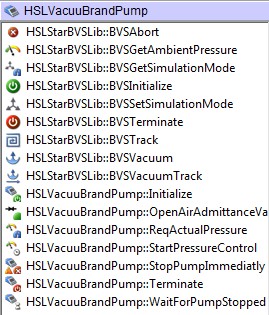 HSLVacuuBrandPump
HSLStarBVSLib::BVSAbort
HSLStarBVSLib::BVSGetAmbientPressure
HSLStarBVSLib::BVSGetSimulationMode
HSLStarBVSLib::BVSInitialize
HSLStarBVSLib::BVSSetSimulationMode
HSLStarBVSLib::BVSTerminate
HSLStarBVSLib::BVSTrack
HSLStarBVSLib::BVSVacuum
HSLStarBVSLib::BVSVacuumTrack
HSLVacuuBrandPump::Initialize
HSLVacuuBrandPump::OpenAirAdmittanceVa
HSLVacuuBrandPump::ReqActualPressure
HSLVacuuBrandPump::StartPressureControl
HSLVacuuBrandPump::StopPumpImmediatly
HSLVacuuBrandPump::Terminate
HSLVacuuBrandPump::WaitForPumpStopped